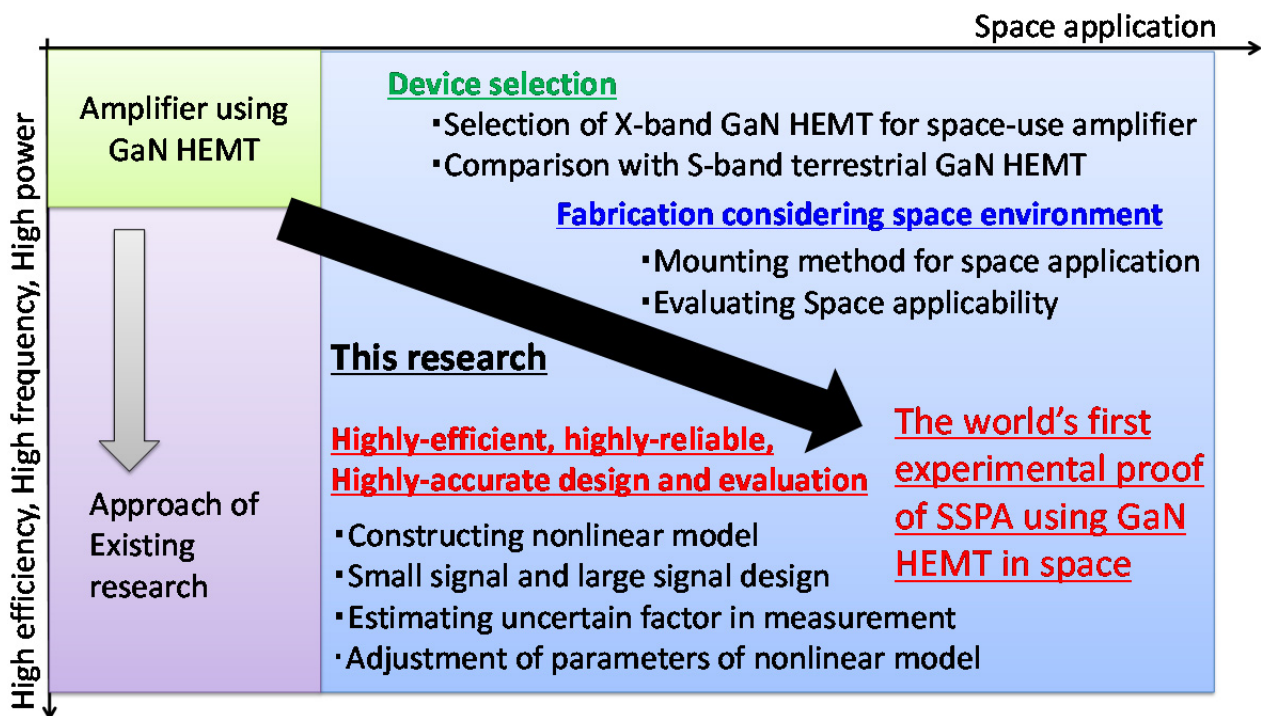 Space application
High efficiency, High frequency, High power
Amplifier using
GaN HEMT
Approach of
Existing
research
Device selection
・Selection of X-band GaN HEMT for space-use amplifier
・Comparison with S-band terrestrial GaN HEMT
Fabrication considering space environment
・Mounting method for space application
・Evaluating Space applicability
This research
Highly-efficient, highly-reliable,
Highly-accurate design and evaluation
・Constructing nonlinear model
・Small signal and large signal design
・Estimating uncertain factor in measurement
・Adjustment of parameters of nonlinear model
The world's first
experimental proof
of SSPA using GaN
HEMT in space